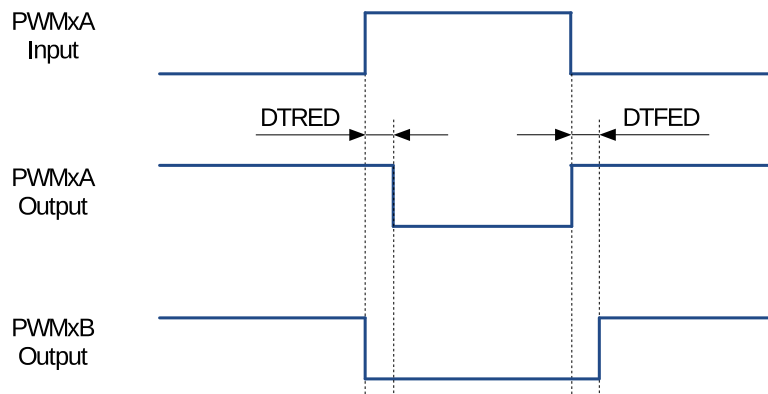 PWMxA
Input
DTRED
DTFED
PWMxA
Output
PWMxB
Output